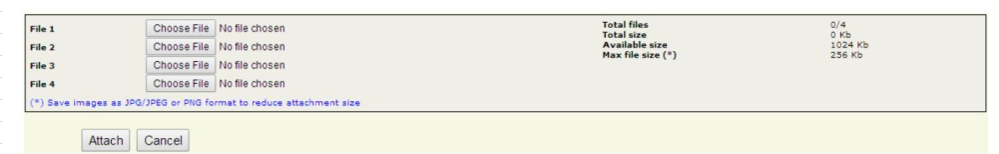 File 1 Choose File No file chosen Total files 0/4
Total size 0 Kb
File 2 Choose File No file chosen Available size 1024 Kb
Max file size (*) 256 Kb
File 3 Choose File No file chosen
File 4 Choose File No file chosen
(*) Save images as JPG/JPEG or PNG format to reduce attachment size
Attach Cancel